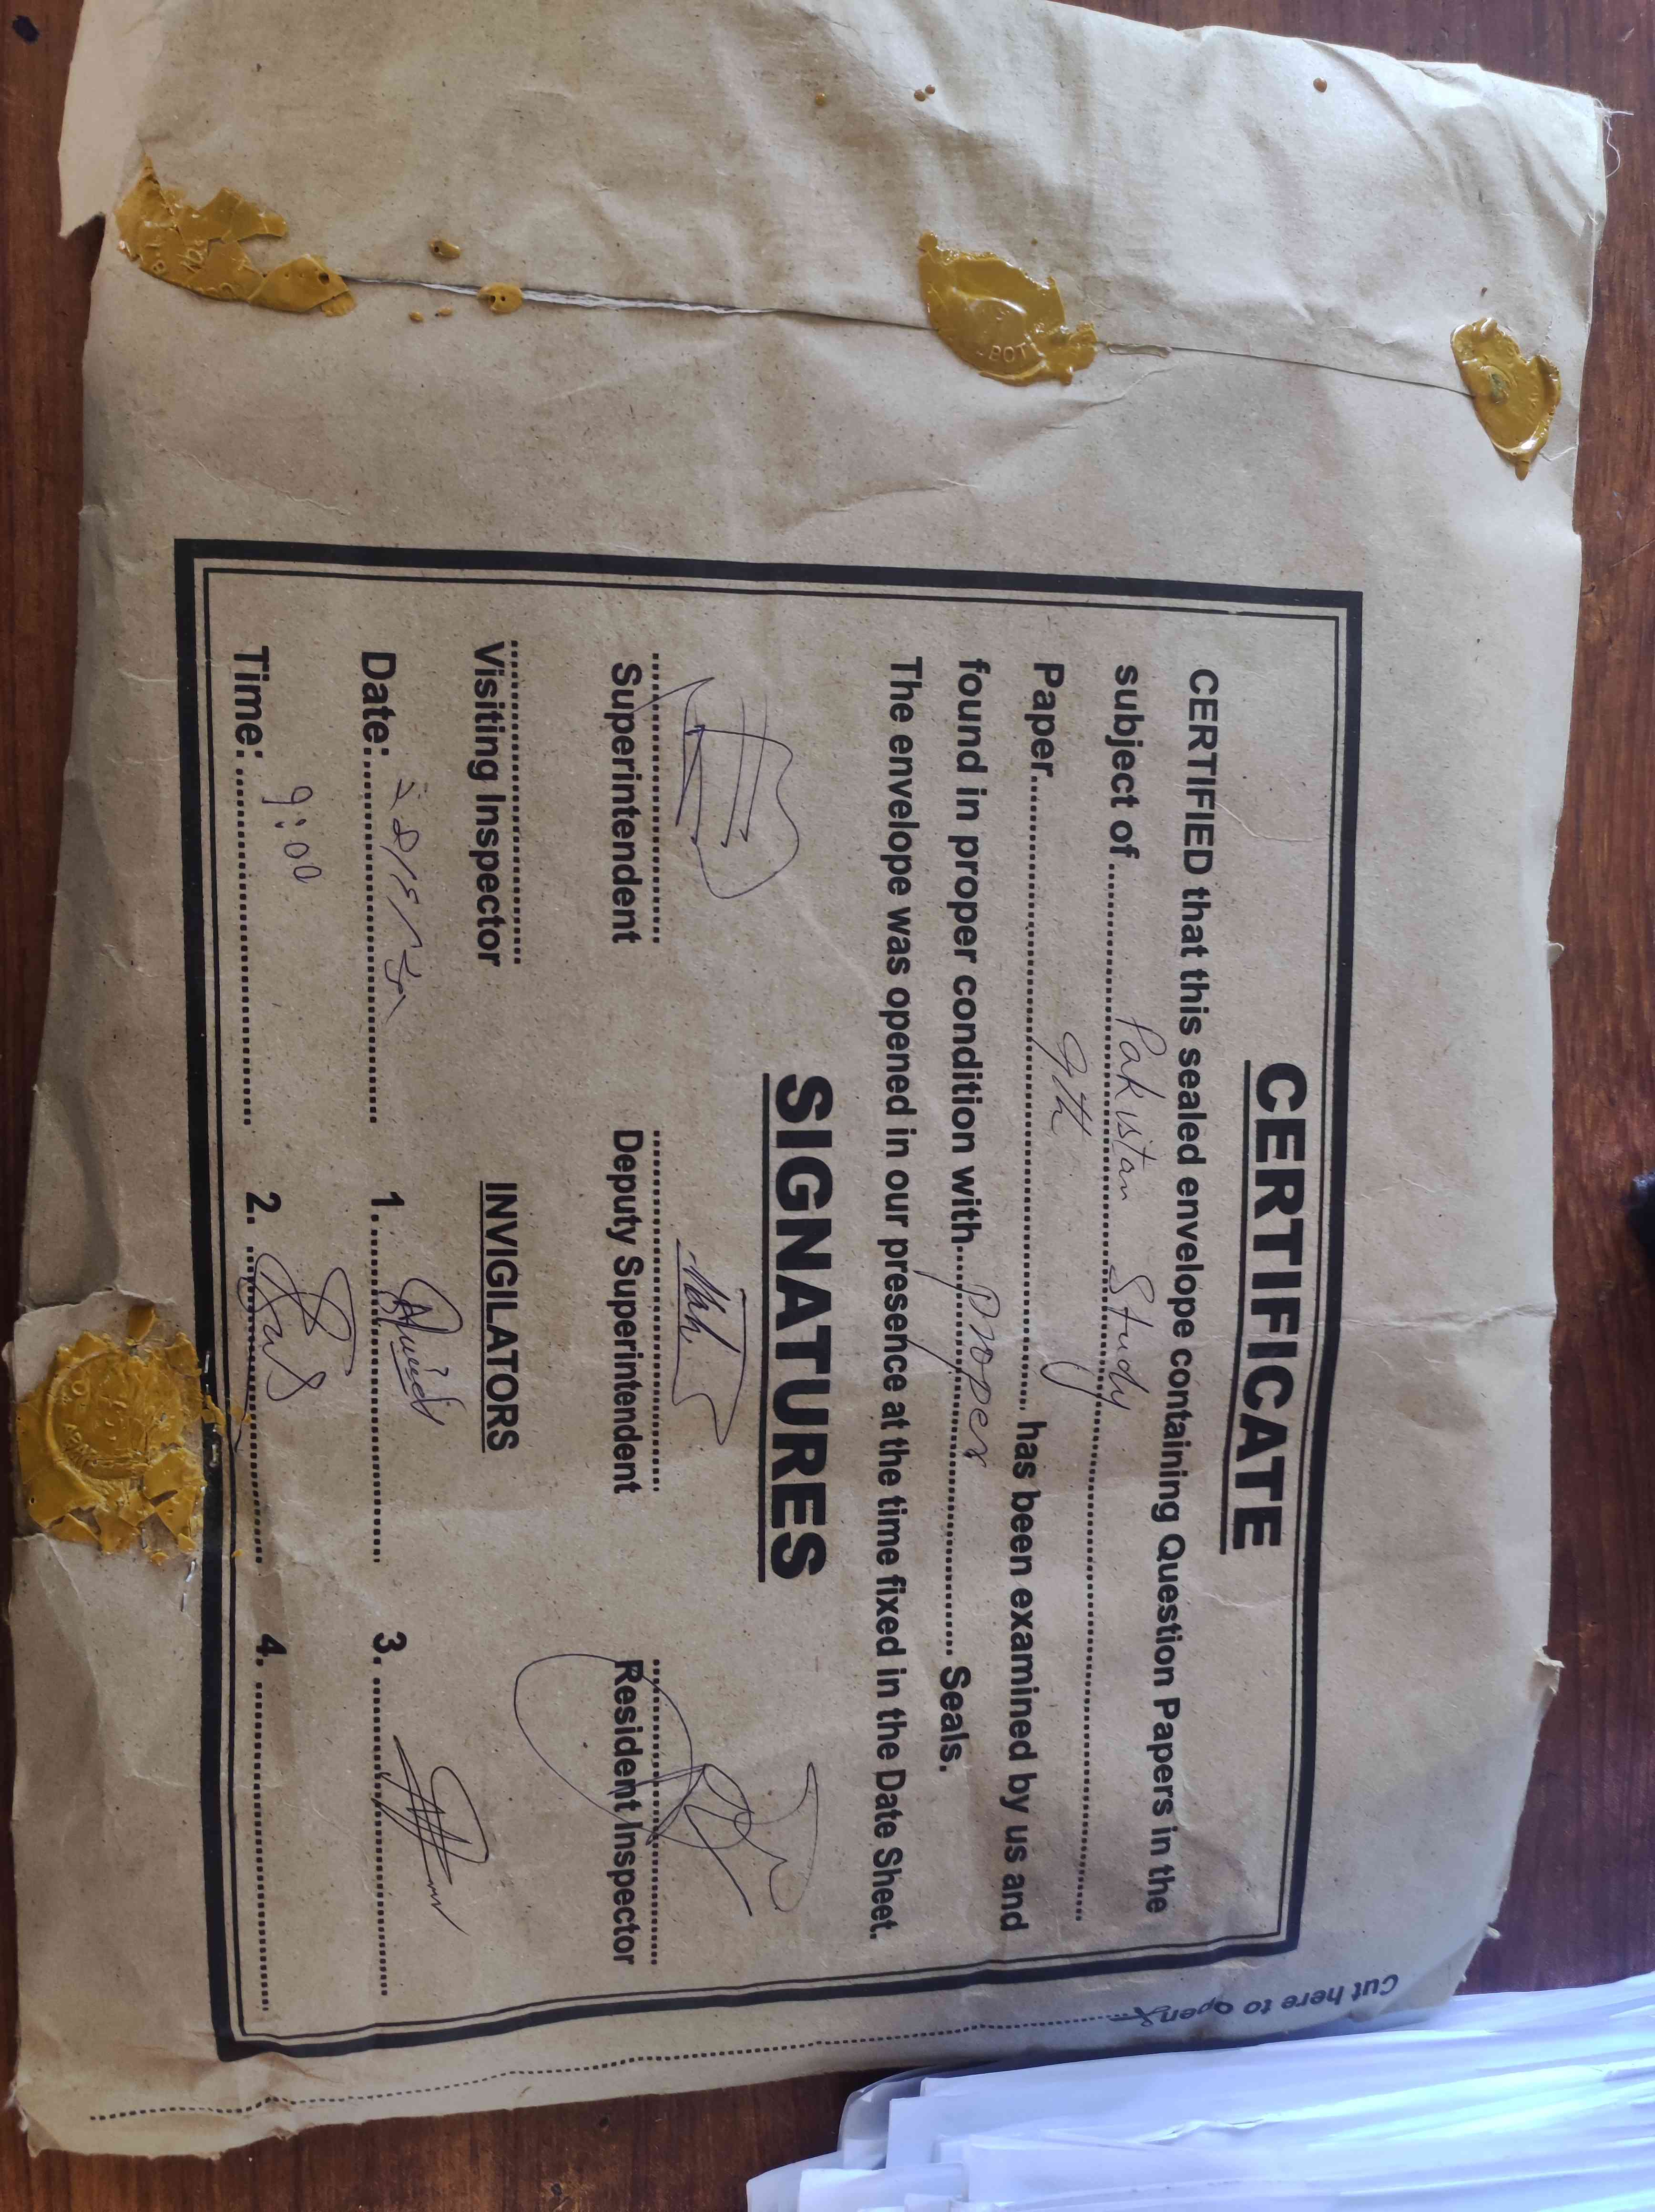 CERTIFICATE
CERTIFIED that this sealed envelope containing Question Papers in the
subject of Pakistan Study
Paper 9th has been examined by us and
found in proper condition with proper Seals.
The envelope was opened in our presence at the time fixed in the Date Sheet.
SIGNATURES
Superintendent Deputy Superintendent Resident Inspector
Visiting Inspector INVIGILATORS
Date: 1. 3.
Time: 9:00 2. 4.
Cut here to open